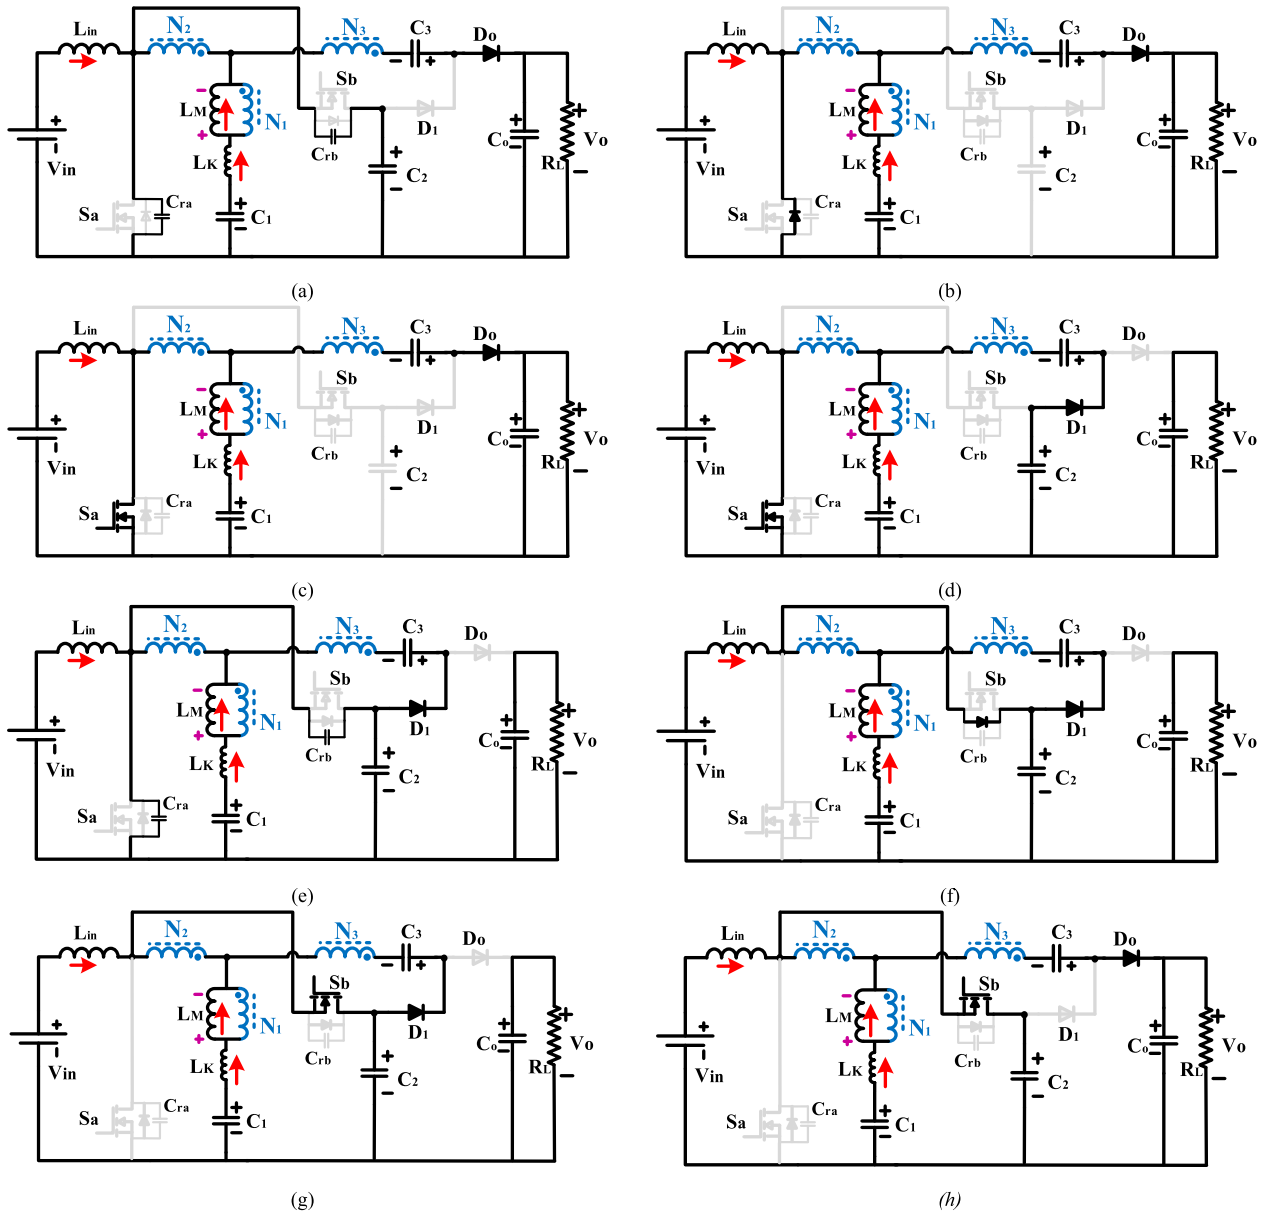 Lin N2 N3 C3 Do
Sb
LM N1 D1
Crb
Vin LK C2 Co RL Vo
Sa Cra C1
(a)
Lin N2 N3 C3 Do
Sb
LM N1 D1
Crb
Vin LK C2 Co RL Vo
Sa Cra C1
(b)
Lin N2 N3 C3 Do
Sb
LM N1 D1
Crb
Vin LK C2 Co RL Vo
Sa Cra C1
(c)
Lin N2 N3 C3 Do
Sb
LM N1 D1
Crb
Vin LK C2 Co RL Vo
Sa Cra C1
(d)
Lin N2 N3 C3 Do
Sb
LM N1 D1
Crb
Vin LK C2 Co RL Vo
Sa Cra C1
(e)
Lin N2 N3 C3 Do
Sb
LM N1 D1
Crb
Vin LK C2 Co RL Vo
Sa Cra C1
(f)
Lin N2 N3 C3 Do
Sb
LM N1 D1
Crb
Vin LK C2 Co RL Vo
Sa Cra C1
(g)
Lin N2 N3 C3 Do
Sb
LM N1 D1
Crb
Vin LK C2 Co RL Vo
Sa Cra C1
(h)